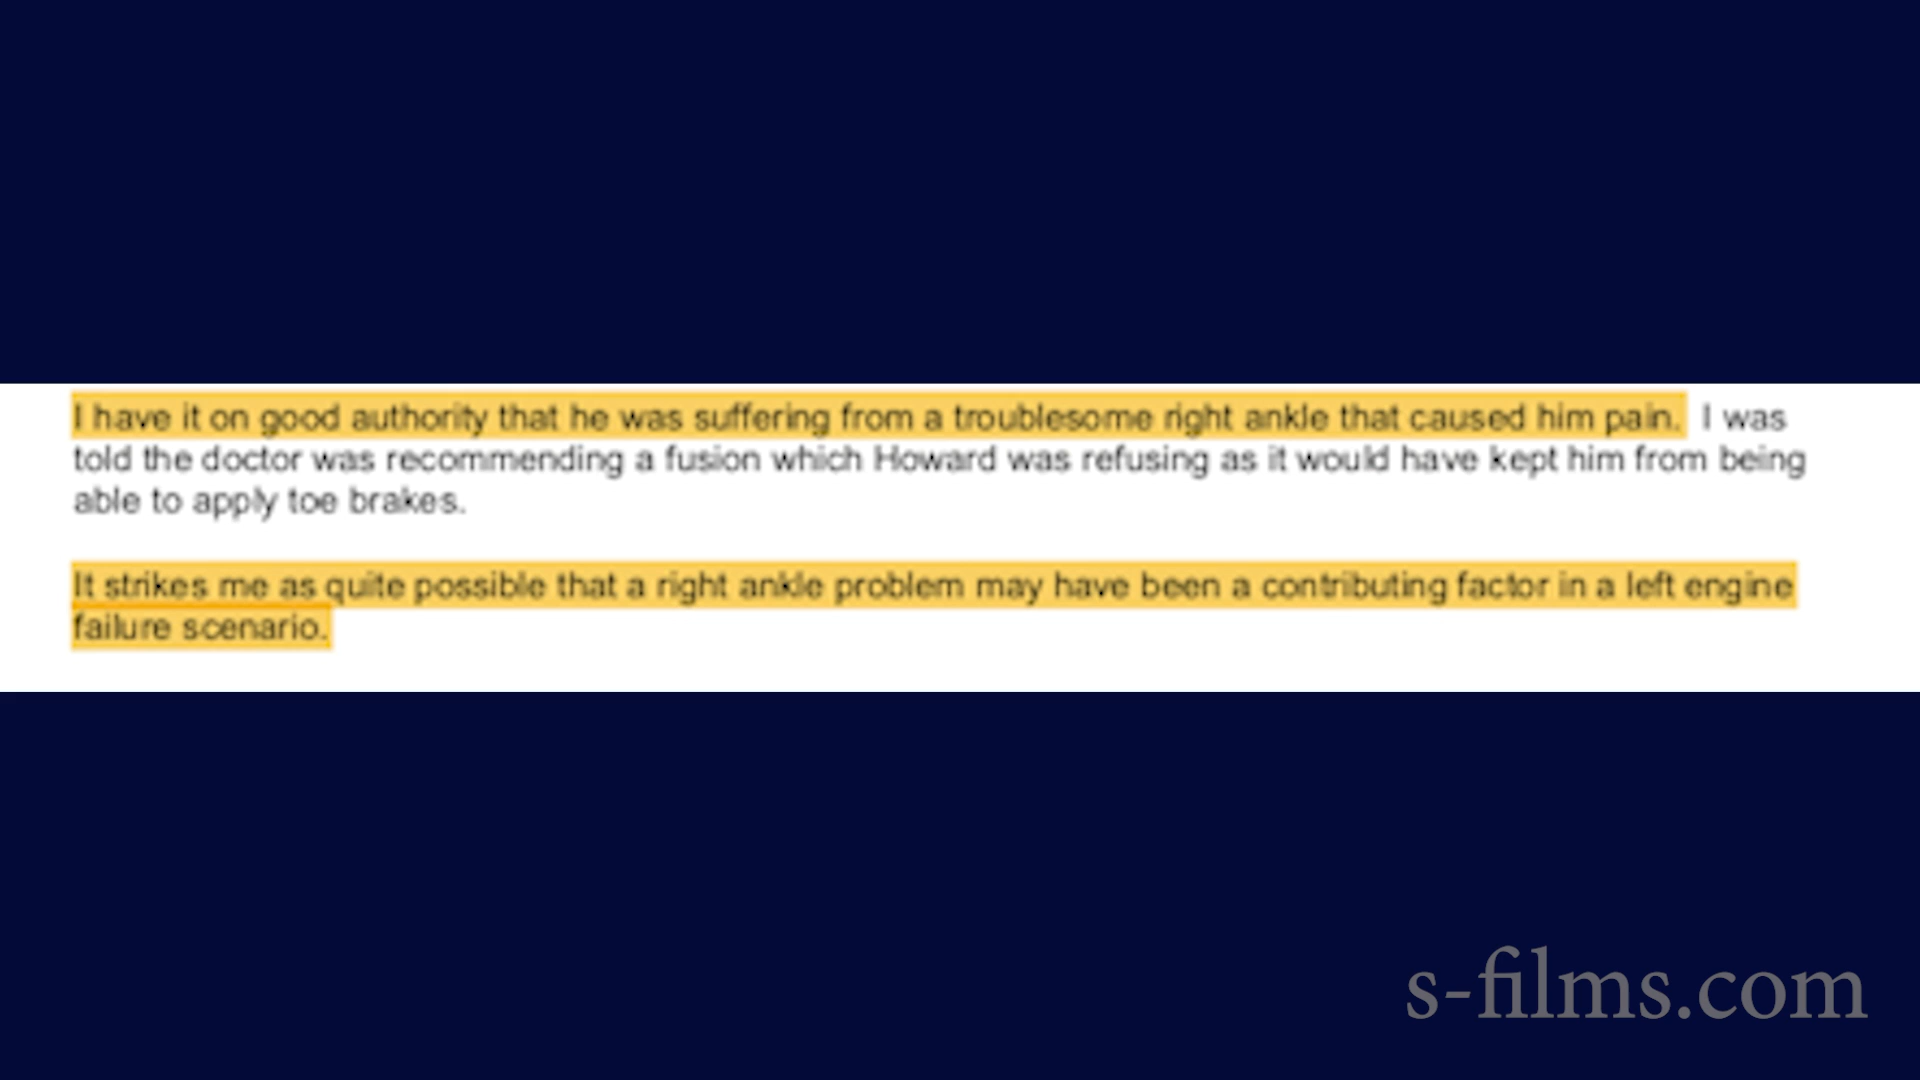 I have it on good authority that he was suffering from a troublesome right ankle that caused him pain. I was
told the doctor was recommending a fusion which Howard was refusing as it would have kept him from being
able to apply toe brakes.
It strikes me as quite possible that a right ankle problem may have been a contributing factor in a left engine
failure scenario.
s-films.com